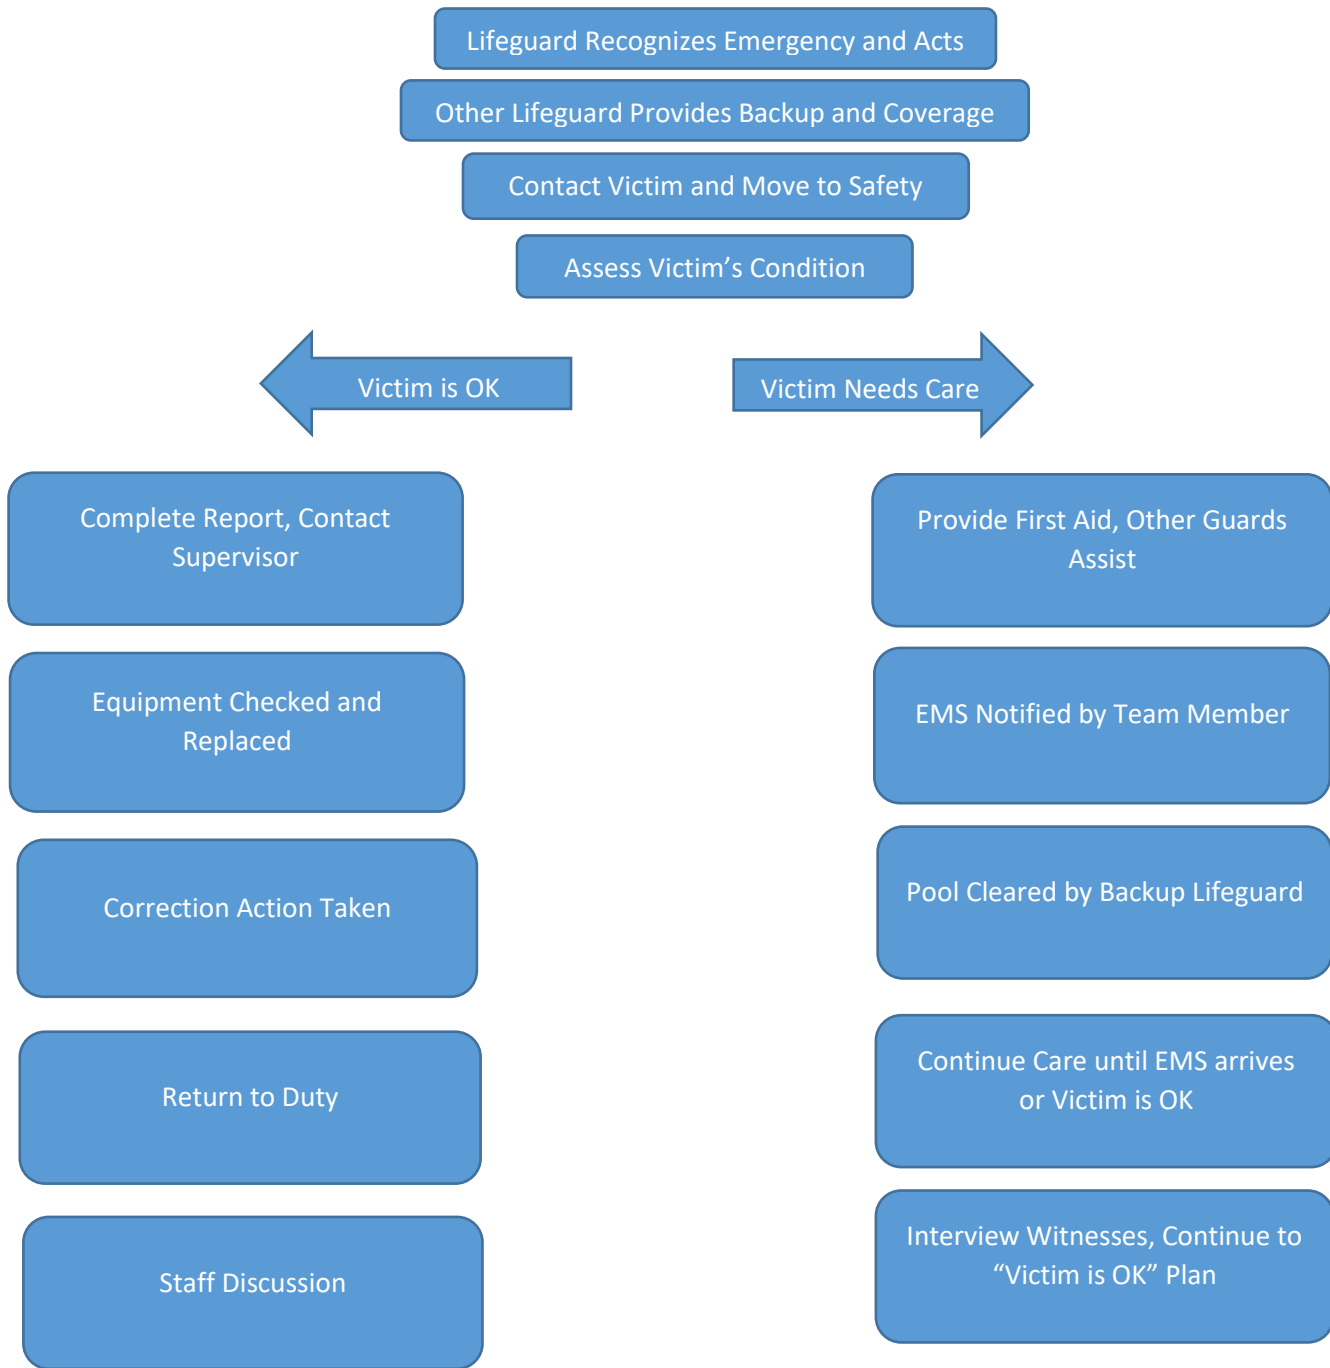 Lifeguard Recognizes Emergency and Acts
Other Lifeguard Provides Backup and Coverage
Contact Victim and Move to Safety
Assess Victim’s Condition
Victim is OK
Victim Needs Care
Complete Report, Contact
Supervisor
Equipment Checked and
Replaced
Correction Action Taken
Return to Duty
Staff Discussion
Provide First Aid, Other Guards
Assist
EMS Notified by Team Member
Pool Cleared by Backup Lifeguard
Continue Care until EMS arrives
or Victim is OK
Interview Witnesses, Continue to
“Victim is OK” Plan